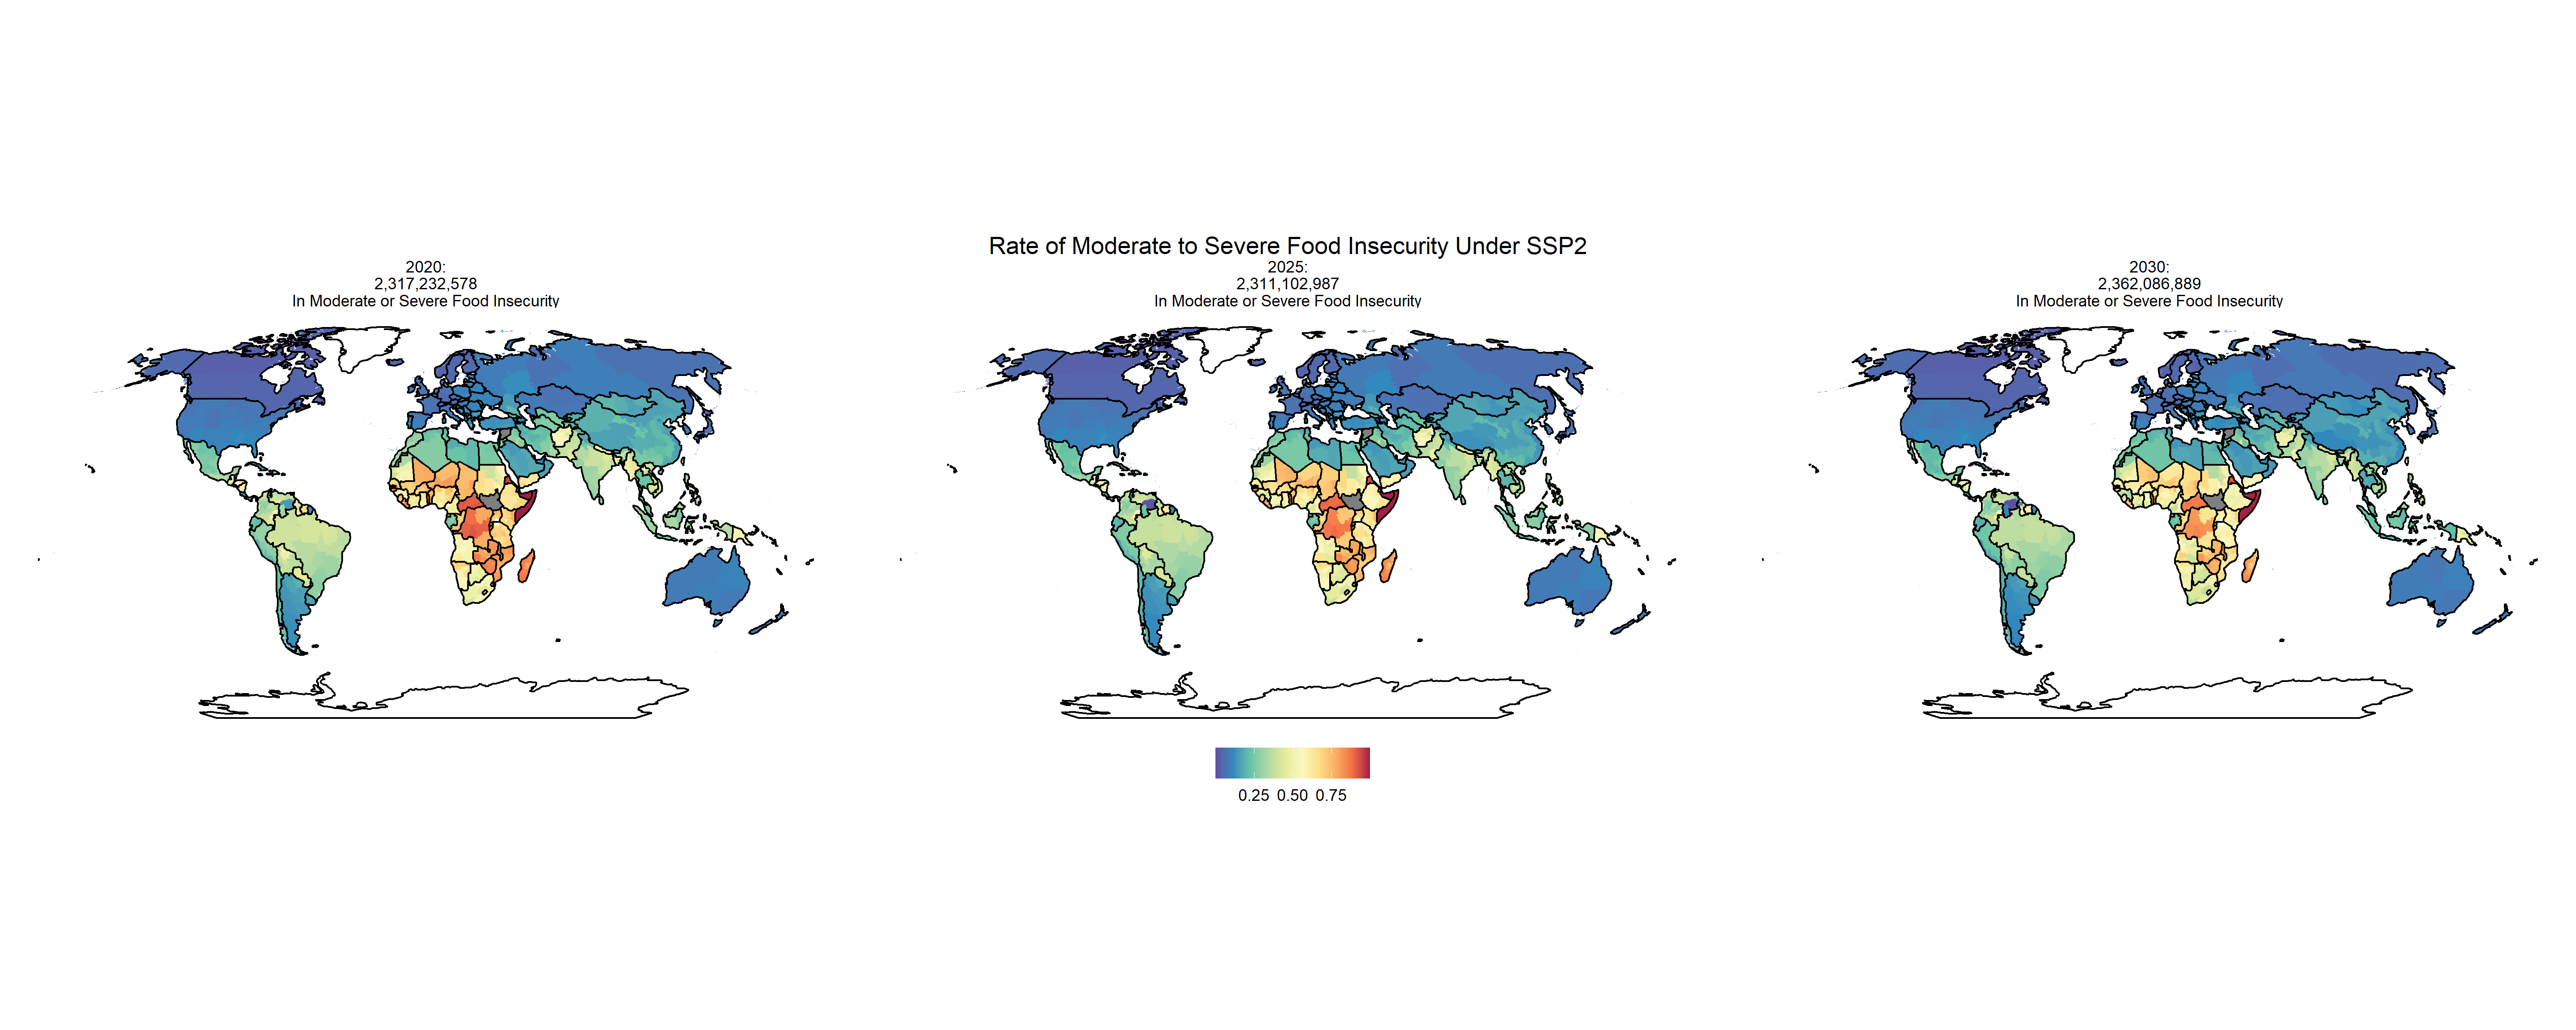 Rate of Moderate to Severe Food Insecurity Under SSP2
2020:
2,317,232,578
In Moderate or Severe Food Insecurity
2025:
2,311,102,987
In Moderate or Severe Food Insecurity
2030:
2,362,086,889
In Moderate or Severe Food Insecurity
0.25 0.50 0.75